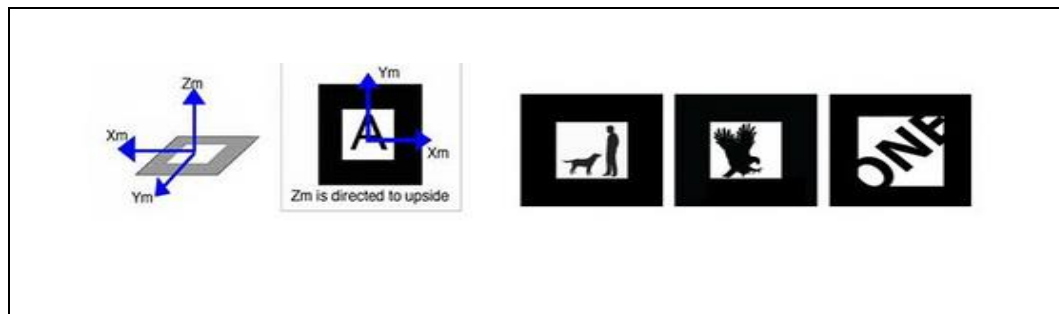 Zm
Xm
Ym
Ym
A
Xm
Zm is directed to upside
ONE